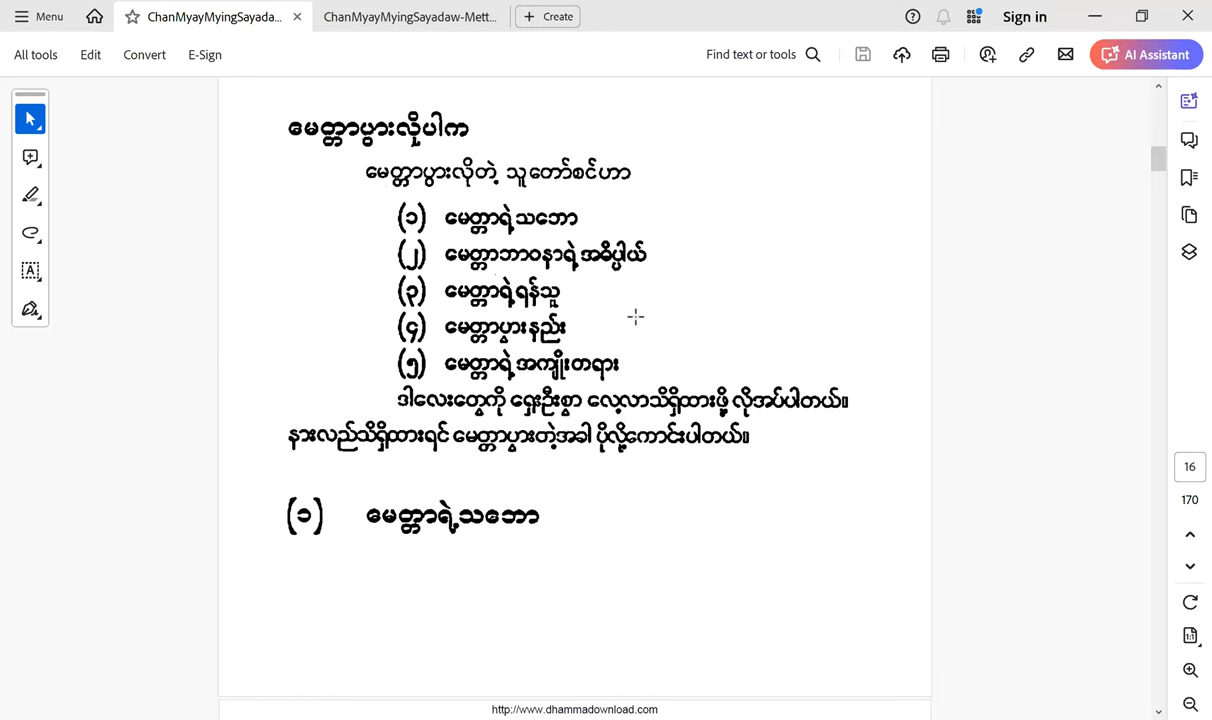 Menu
ChanMyayMyingSayada...
ChanMyayMyingSayadaw-Mett...
Create
Sign in
All tools
Edit
Convert
E-Sign
Find text or tools
AI Assistant
မေတ္တာပွားလိုပါက
မေတ္တာပွားလိုတဲ့ သူတော်စင်ဟာ
(၁) မေတ္တာရဲ့သဘော
(၂) မေတ္တာဘာဝနာရဲ့အဓိပ္ပါယ်
(၃) မေတ္တာရဲ့ရန်သူ
(၄) မေတ္တာပွားနည်း
(၅) မေတ္တာရဲ့အကျိုးတရား
ဒါလေးတွေကို ရှေးဦးစွာ လေ့လာသိရှိထားဖို့ လိုအပ်ပါတယ်။
နားလည်သိရှိထားရင် မေတ္တာပွားတဲ့အခါ ပိုလို့ကောင်းပါတယ်။
(၁) မေတ္တာရဲ့သဘော
16
170
http://www.dhammadownload.com